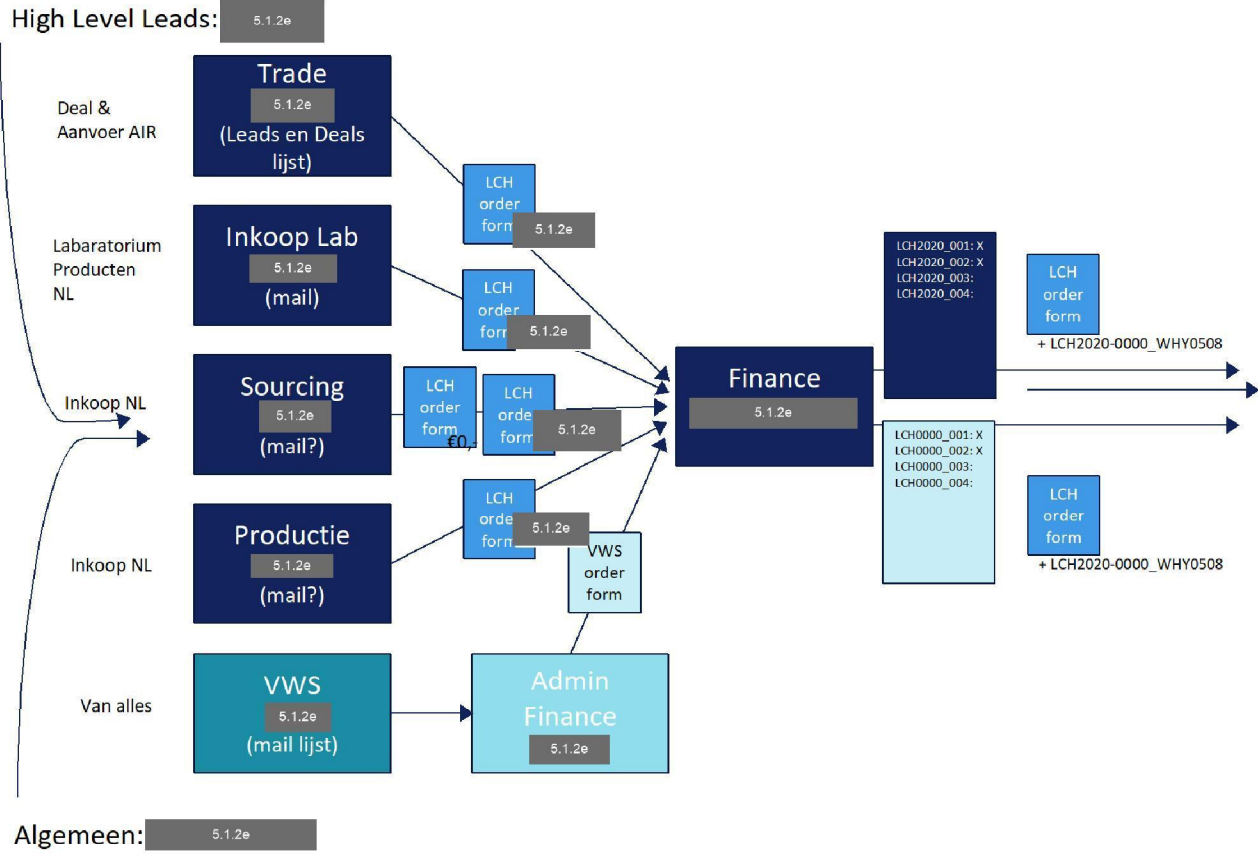 High Level Leads: 5.1.2e
Deal &
Aanvoer AIR
Trade
5.1.2e
(Leads en Deals
lijst)
LCH
order
form
5.1.2e
Labaratorium
Producten
NL
Inkoop Lab
5.1.2e
(mail)
LCH
order
5.1.2e
Inkoop NL
Sourcing
5.1.2e
(mail?)
LCH
order
form
€0,-
LCH
form
5.1.2e
Inkoop NL
Productie
5.1.2e
(mail?)
LCH
form
5.1.2e
VWS
order
form
Van alles
VWS
5.1.2e
(mail lijst)
Admin
Finance
5.1.2e
Finance
5.1.2e
LCH2020_001: X
LCH2020_002: X
LCH2020_003:
LCH2020_004:
LCH
order
form
+ LCH2020-0000_WHY0508
LCH0000_001: X
LCH0000_002: X
LCH0000_003:
LCH0000_004:
LCH
order
form
+ LCH2020-0000_WHY0508
Algemeen: 5.1.2e